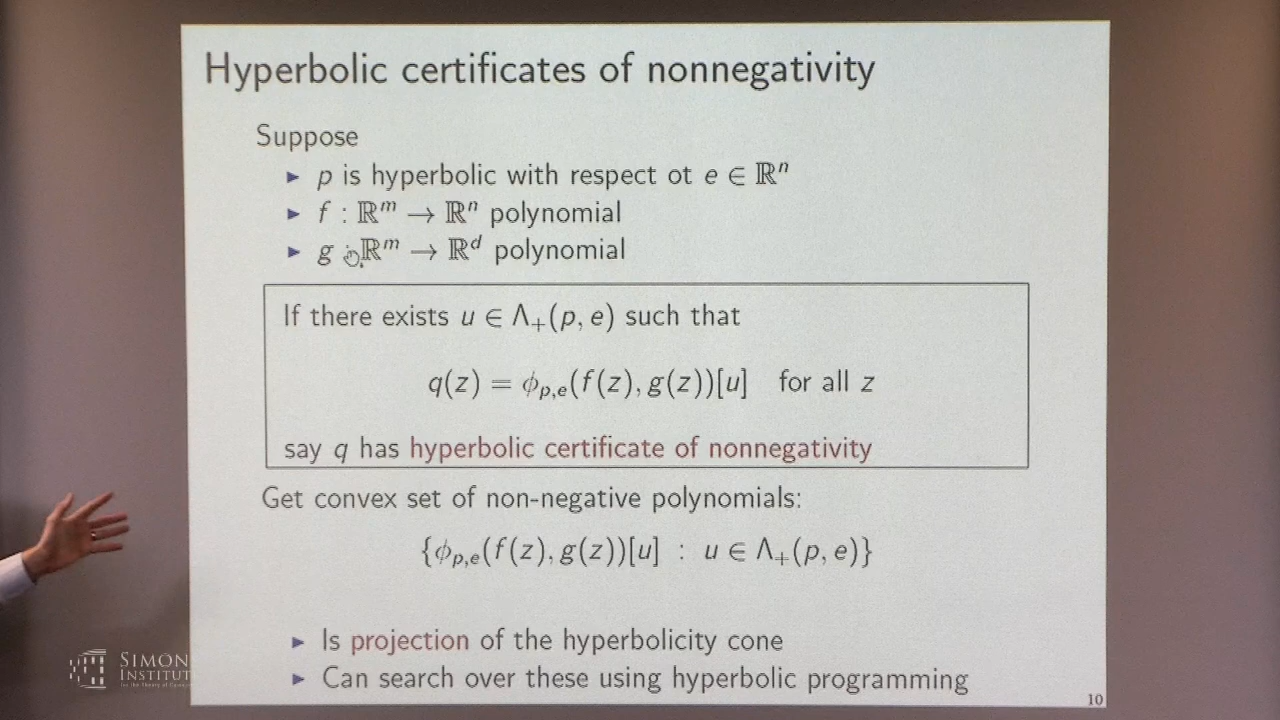 Hyperbolic certificates of nonnegativity
Suppose
▶ p is hyperbolic with respect ot e ∈ ℝⁿ
▶ f : ℝᵐ → ℝⁿ polynomial
▶ g : ℝᵐ → ℝᵈ polynomial
If there exists u ∈ Λ₊(p, e) such that
q(z) = ϕₚ,ₑ(f(z), g(z))[u] for all z
say q has hyperbolic certificate of nonnegativity
Get convex set of non-negative polynomials:
{ϕₚ,ₑ(f(z), g(z))[u] : u ∈ Λ₊(p, e)}
▶ Is projection of the hyperbolicity cone
▶ Can search over these using hyperbolic programming
10